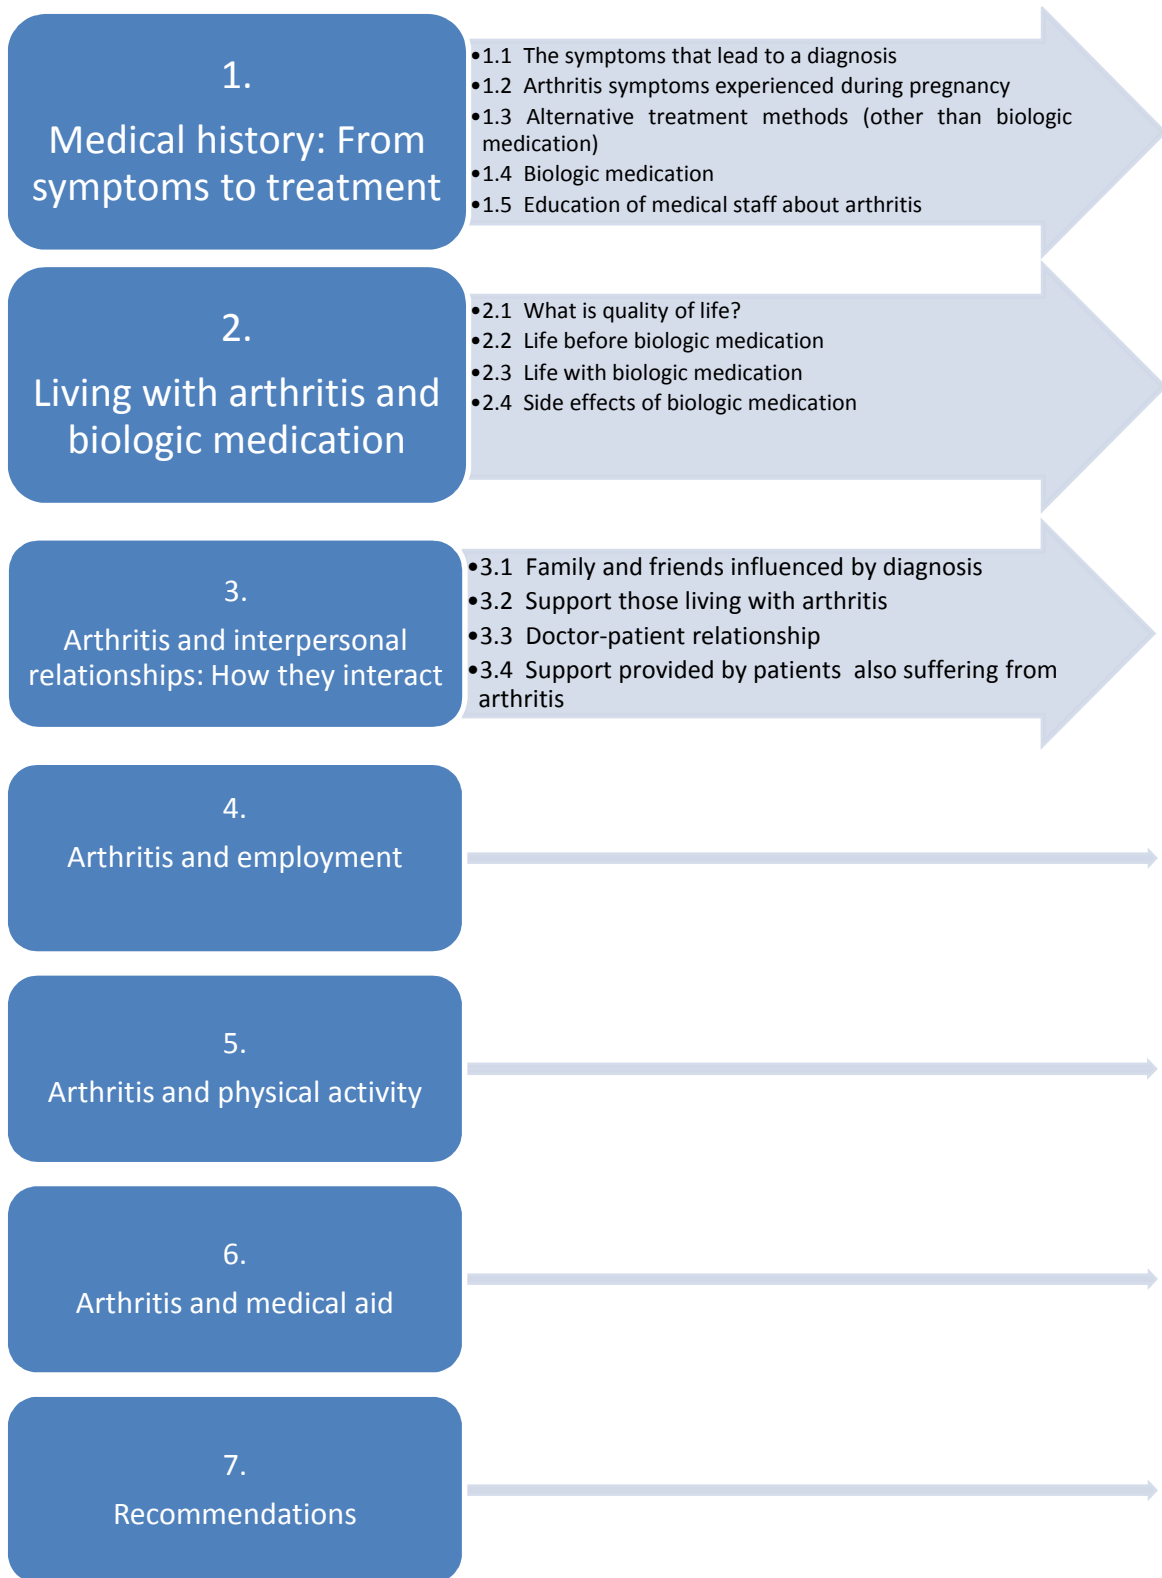 1.
Medical history: From
symptoms to treatment
•1.1 The symptoms that lead to a diagnosis
•1.2 Arthritis symptoms experienced during pregnancy
•1.3 Alternative treatment methods (other than biologic
medication)
•1.4 Biologic medication
•1.5 Education of medical staff about arthritis
2.
Living with arthritis and
biologic medication
•2.1 What is quality of life?
•2.2 Life before biologic medication
•2.3 Life with biologic medication
•2.4 Side effects of biologic medication
3.
Arthritis and interpersonal
relationships: How they interact
•3.1 Family and friends influenced by diagnosis
•3.2 Support those living with arthritis
•3.3 Doctor-patient relationship
•3.4 Support provided by patients also suffering from
arthritis
4.
Arthritis and employment
5.
Arthritis and physical activity
6.
Arthritis and medical aid
7.
Recommendations